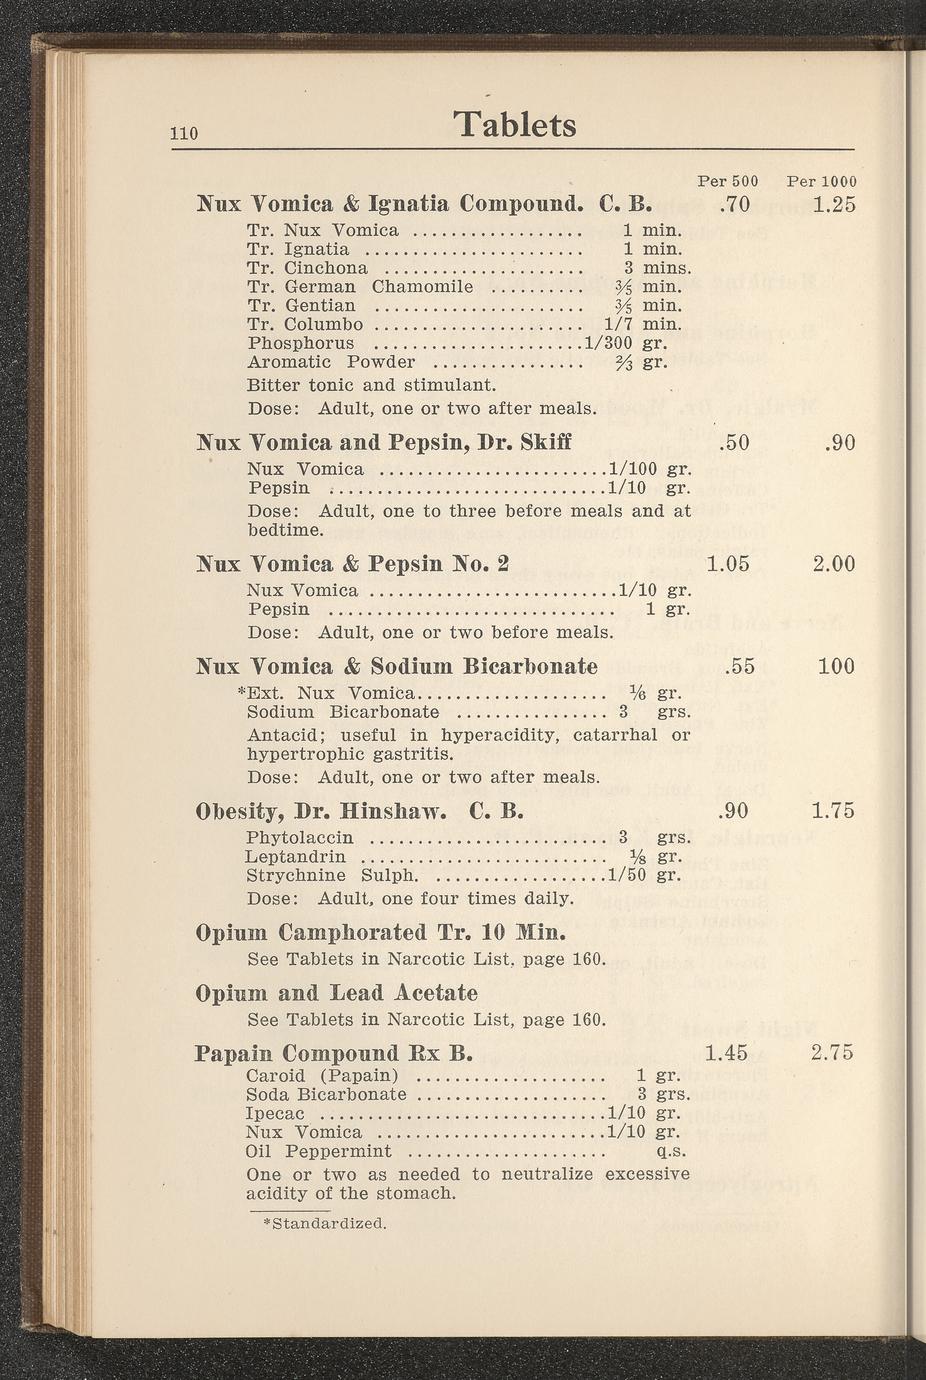 110
Tablets
Per 500 Per 1000
Nux Vomica & Ignatia Compound. C. B. .70 1.25
Tr. Nux Vomica ................. 1 min.
Tr. Ignatia ...................... 1 min.
Tr. Cinchona .................... 3 mins.
Tr. German Chamomile .......... ⅗ min.
Tr. Gentian ..................... ⅗ min.
Tr. Columbo ..................... 1/7 min.
Phosphorus .....................1/300 gr.
Aromatic Powder ............... ⅔ gr.
Bitter tonic and stimulant.
Dose: Adult, one or two after meals.
Nux Vomica and Pepsin, Dr. Skiff .50 .90
Nux Vomica .......................1/100 gr.
Pepsin ............................1/10 gr.
Dose: Adult, one to three before meals and at
bedtime.
Nux Vomica & Pepsin No. 2 1.05 2.00
Nux Vomica .........................1/10 gr.
Pepsin ............................. 1 gr.
Dose: Adult, one or two before meals.
Nux Vomica & Sodium Bicarbonate .55 100
*Ext. Nux Vomica.................... ⅙ gr.
Sodium Bicarbonate ................ 3 grs.
Antacid; useful in hyperacidity, catarrhal or
hypertrophic gastritis.
Dose: Adult, one or two after meals.
Obesity, Dr. Hinshaw. C. B. .90 1.75
Phytolaccin ........................ 3 grs.
Leptandrin ......................... ⅛ gr.
Strychnine Sulph. .................1/50 gr.
Dose: Adult, one four times daily.
Opium Camphorated Tr. 10 Min.
See Tablets in Narcotic List, page 160.
Opium and Lead Acetate
See Tablets in Narcotic List, page 160.
Papain Compound Rx B. 1.45 2.75
Caroid (Papain) ................... 1 gr.
Soda Bicarbonate ................... 3 grs.
Ipecac .............................1/10 gr.
Nux Vomica .......................1/10 gr.
Oil Peppermint .................... q.s.
One or two as needed to neutralize excessive
acidity of the stomach.
*Standardized.